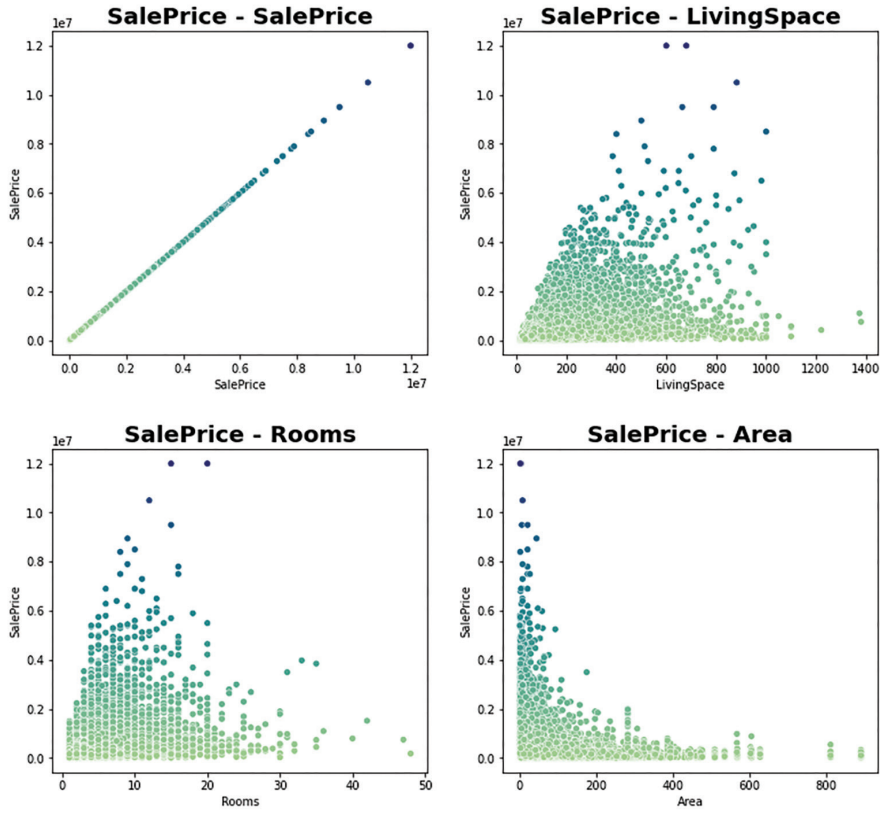 SalePrice - SalePrice
1e7
1.2
1.0
0.8
0.6
0.4
0.2
0.0
SalePrice
0.0 0.2 0.4 0.6 0.8 1.0 1.2
SalePrice
1e7
SalePrice - LivingSpace
1e7
1.2
1.0
0.8
0.6
0.4
0.2
0.0
SalePrice
0 200 400 600 800 1000 1200 1400
LivingSpace
SalePrice - Rooms
1e7
1.2
1.0
0.8
0.6
0.4
0.2
0.0
SalePrice
0 10 20 30 40 50
Rooms
SalePrice - Area
1e7
1.2
1.0
0.8
0.6
0.4
0.2
0.0
SalePrice
0 200 400 600 800
Area